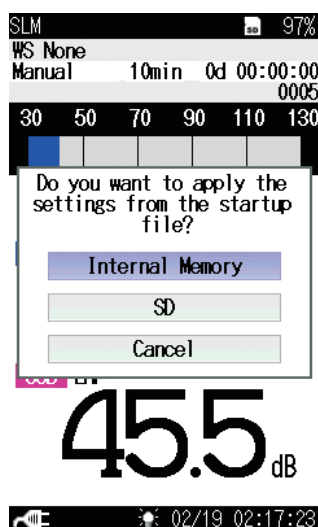 SLM SD 97%
WS None
Manual 10min 0d 00:00:00
0005
30 50 70 90 110 130
Do you want to apply the
settings from the startup
file?
Internal Memory
SD
Cancel
45.5 dB
02/19 02:17:23